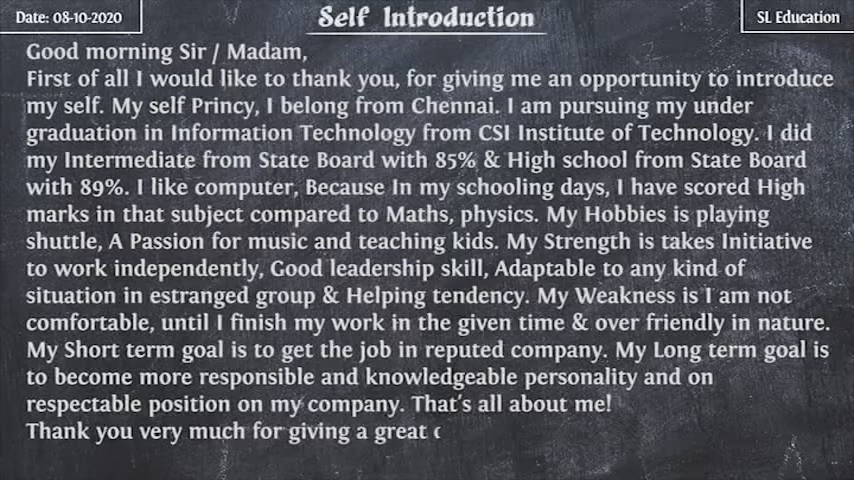 Date: 08-10-2020
Self Introduction
SL Education
Good morning Sir / Madam,
First of all I would like to thank you, for giving me an opportunity to introduce
my self. My self Princy, I belong from Chennai. I am pursuing my under
graduation in Information Technology from CSI Institute of Technology. I did
my Intermediate from State Board with 85% & High school from State Board
with 89%. I like computer, Because In my schooling days, I have scored High
marks in that subject compared to Maths, physics. My Hobbies is playing
shuttle, A Passion for music and teaching kids. My Strength is takes Initiative
to work independently, Good leadership skill, Adaptable to any kind of
situation in estranged group & Helping tendency. My Weakness is I am not
comfortable, until I finish my work in the given time & over friendly in nature.
My Short term goal is to get the job in reputed company. My Long term goal is
to become more responsible and knowledgeable personality and on
respectable position on my company. That's all about me!
Thank you very much for giving a great